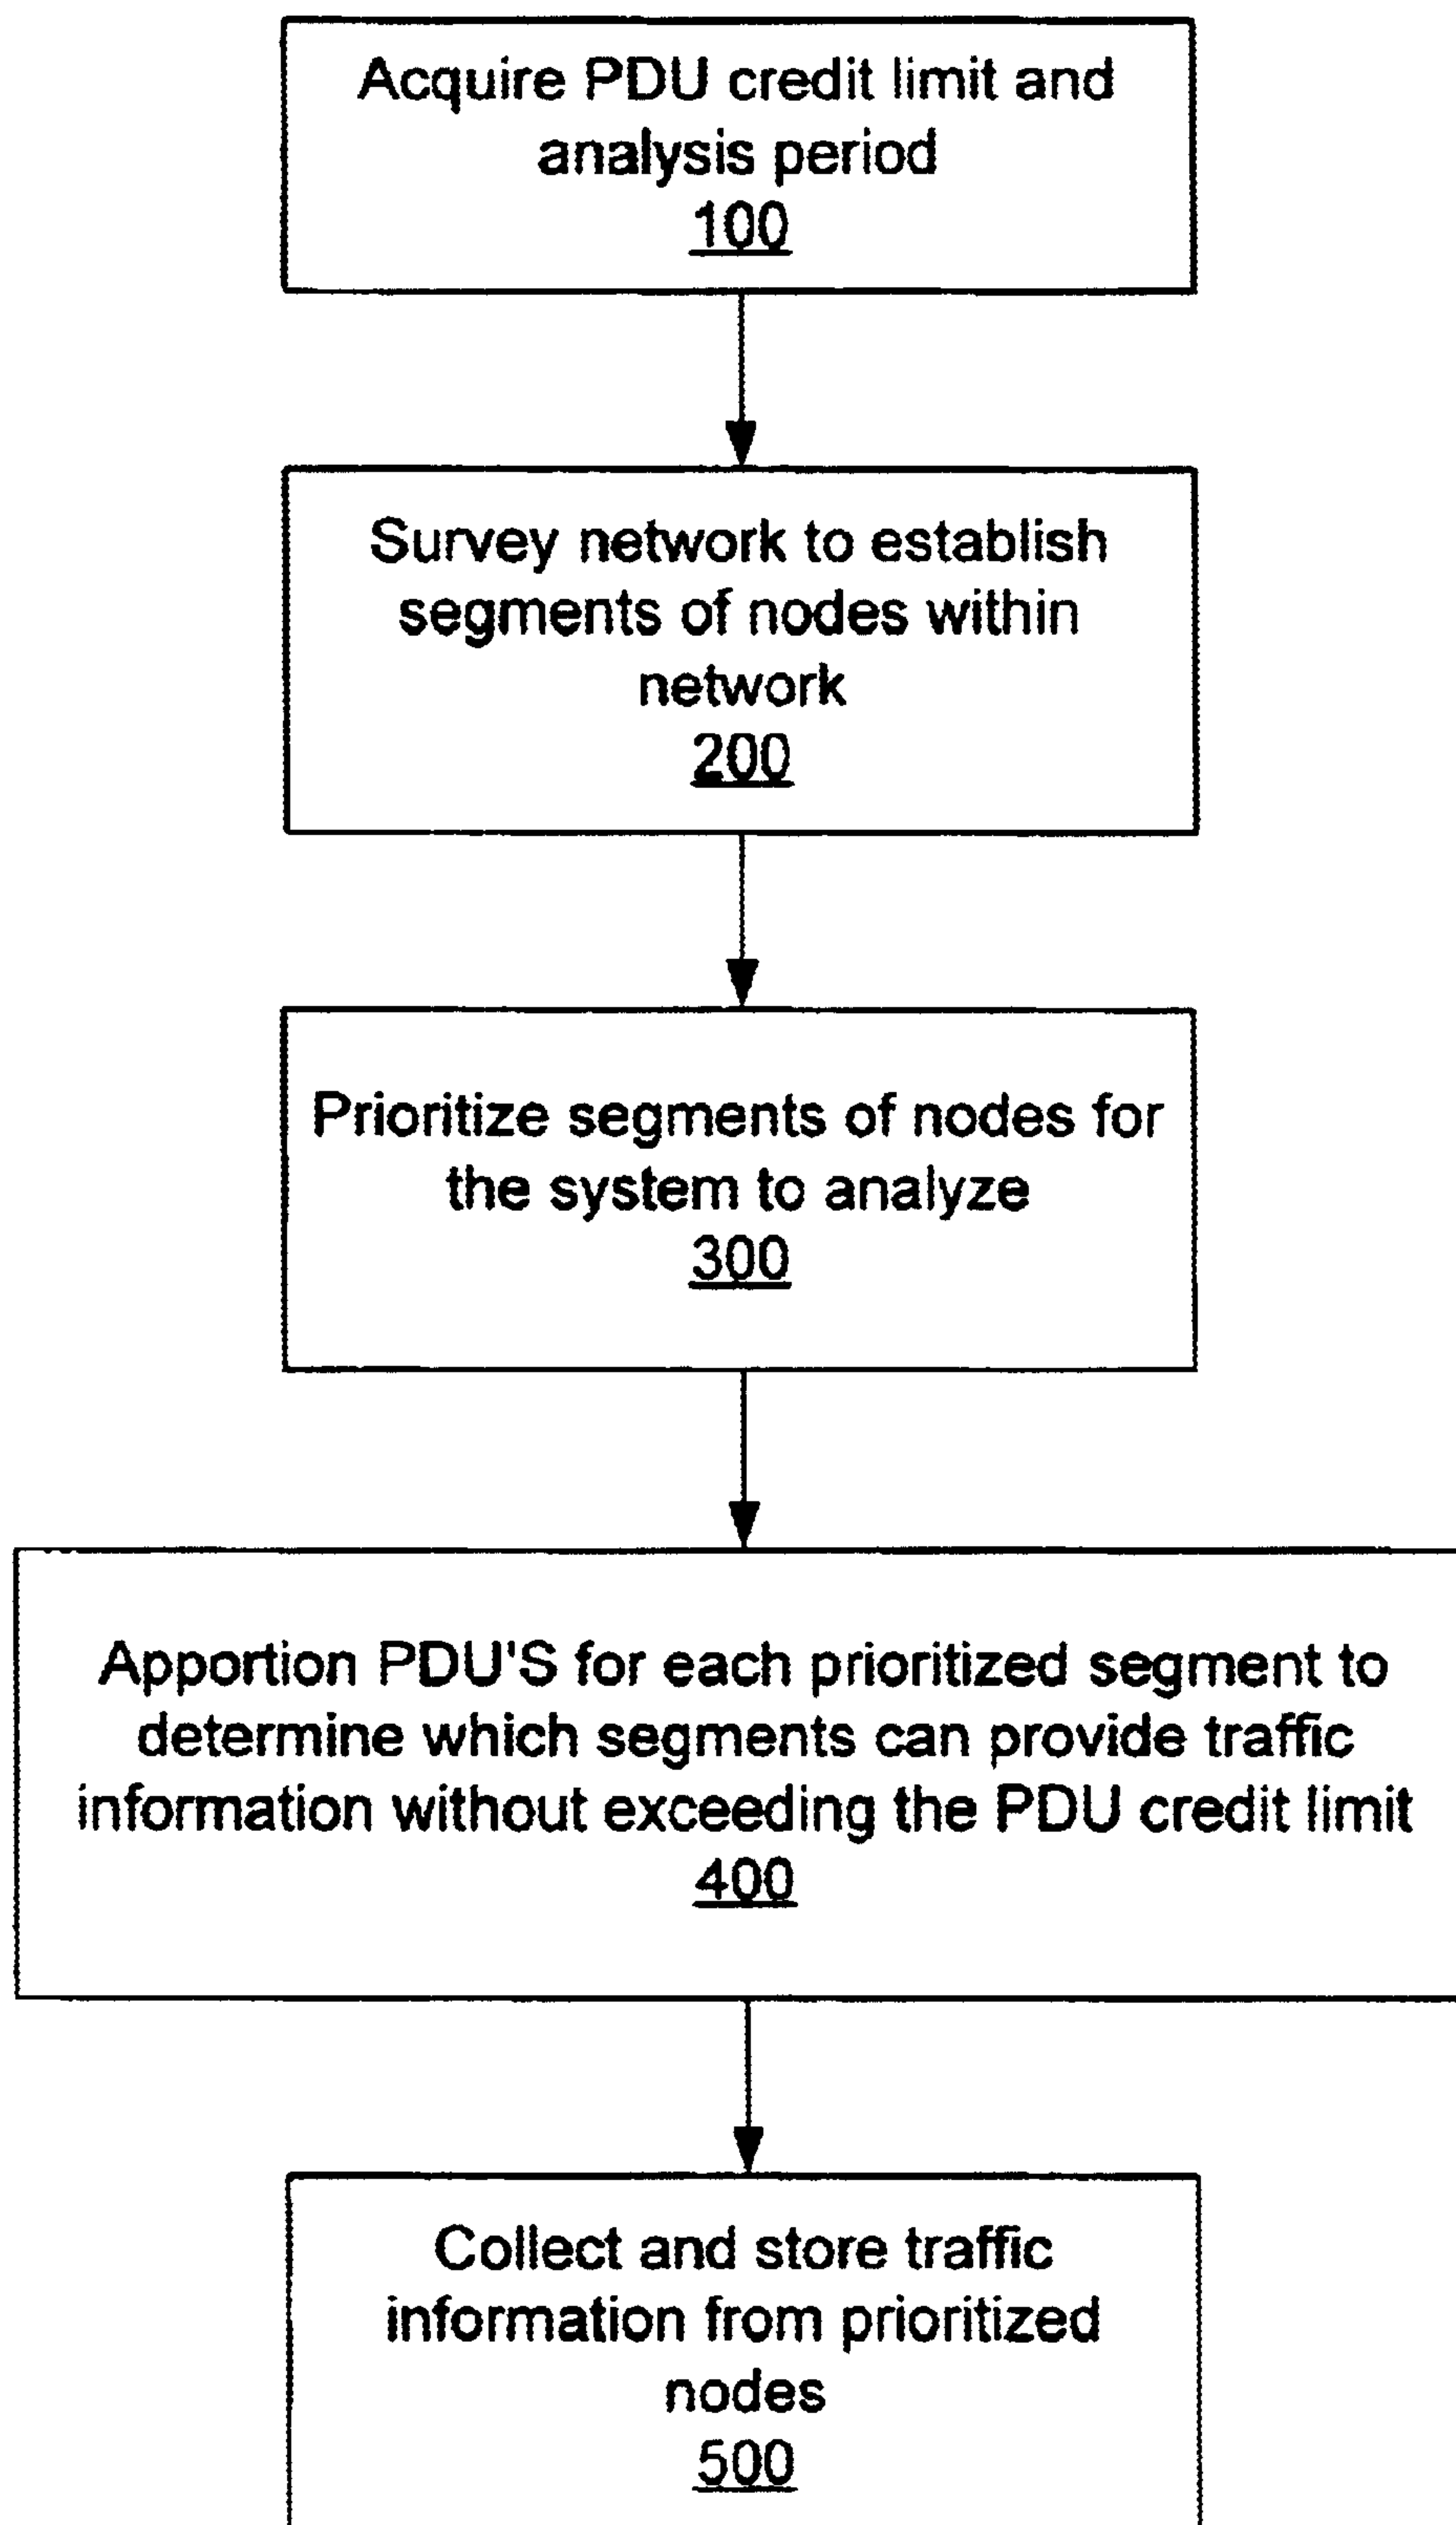 Acquire PDU credit limit and
analysis period
100
Survey network to establish
segments of nodes within
network
200
Prioritize segments of nodes for
the system to analyze
300
Apportion PDU'S for each prioritized segment to
determine which segments can provide traffic
information without exceeding the PDU credit limit
400
Collect and store traffic
information from prioritized
nodes
500